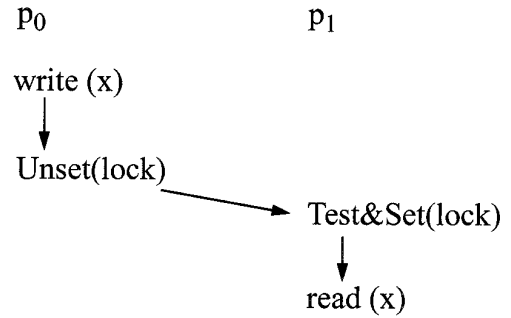 p0 p1
write (x)
Unset(lock)
Test&Set(lock)
read (x)